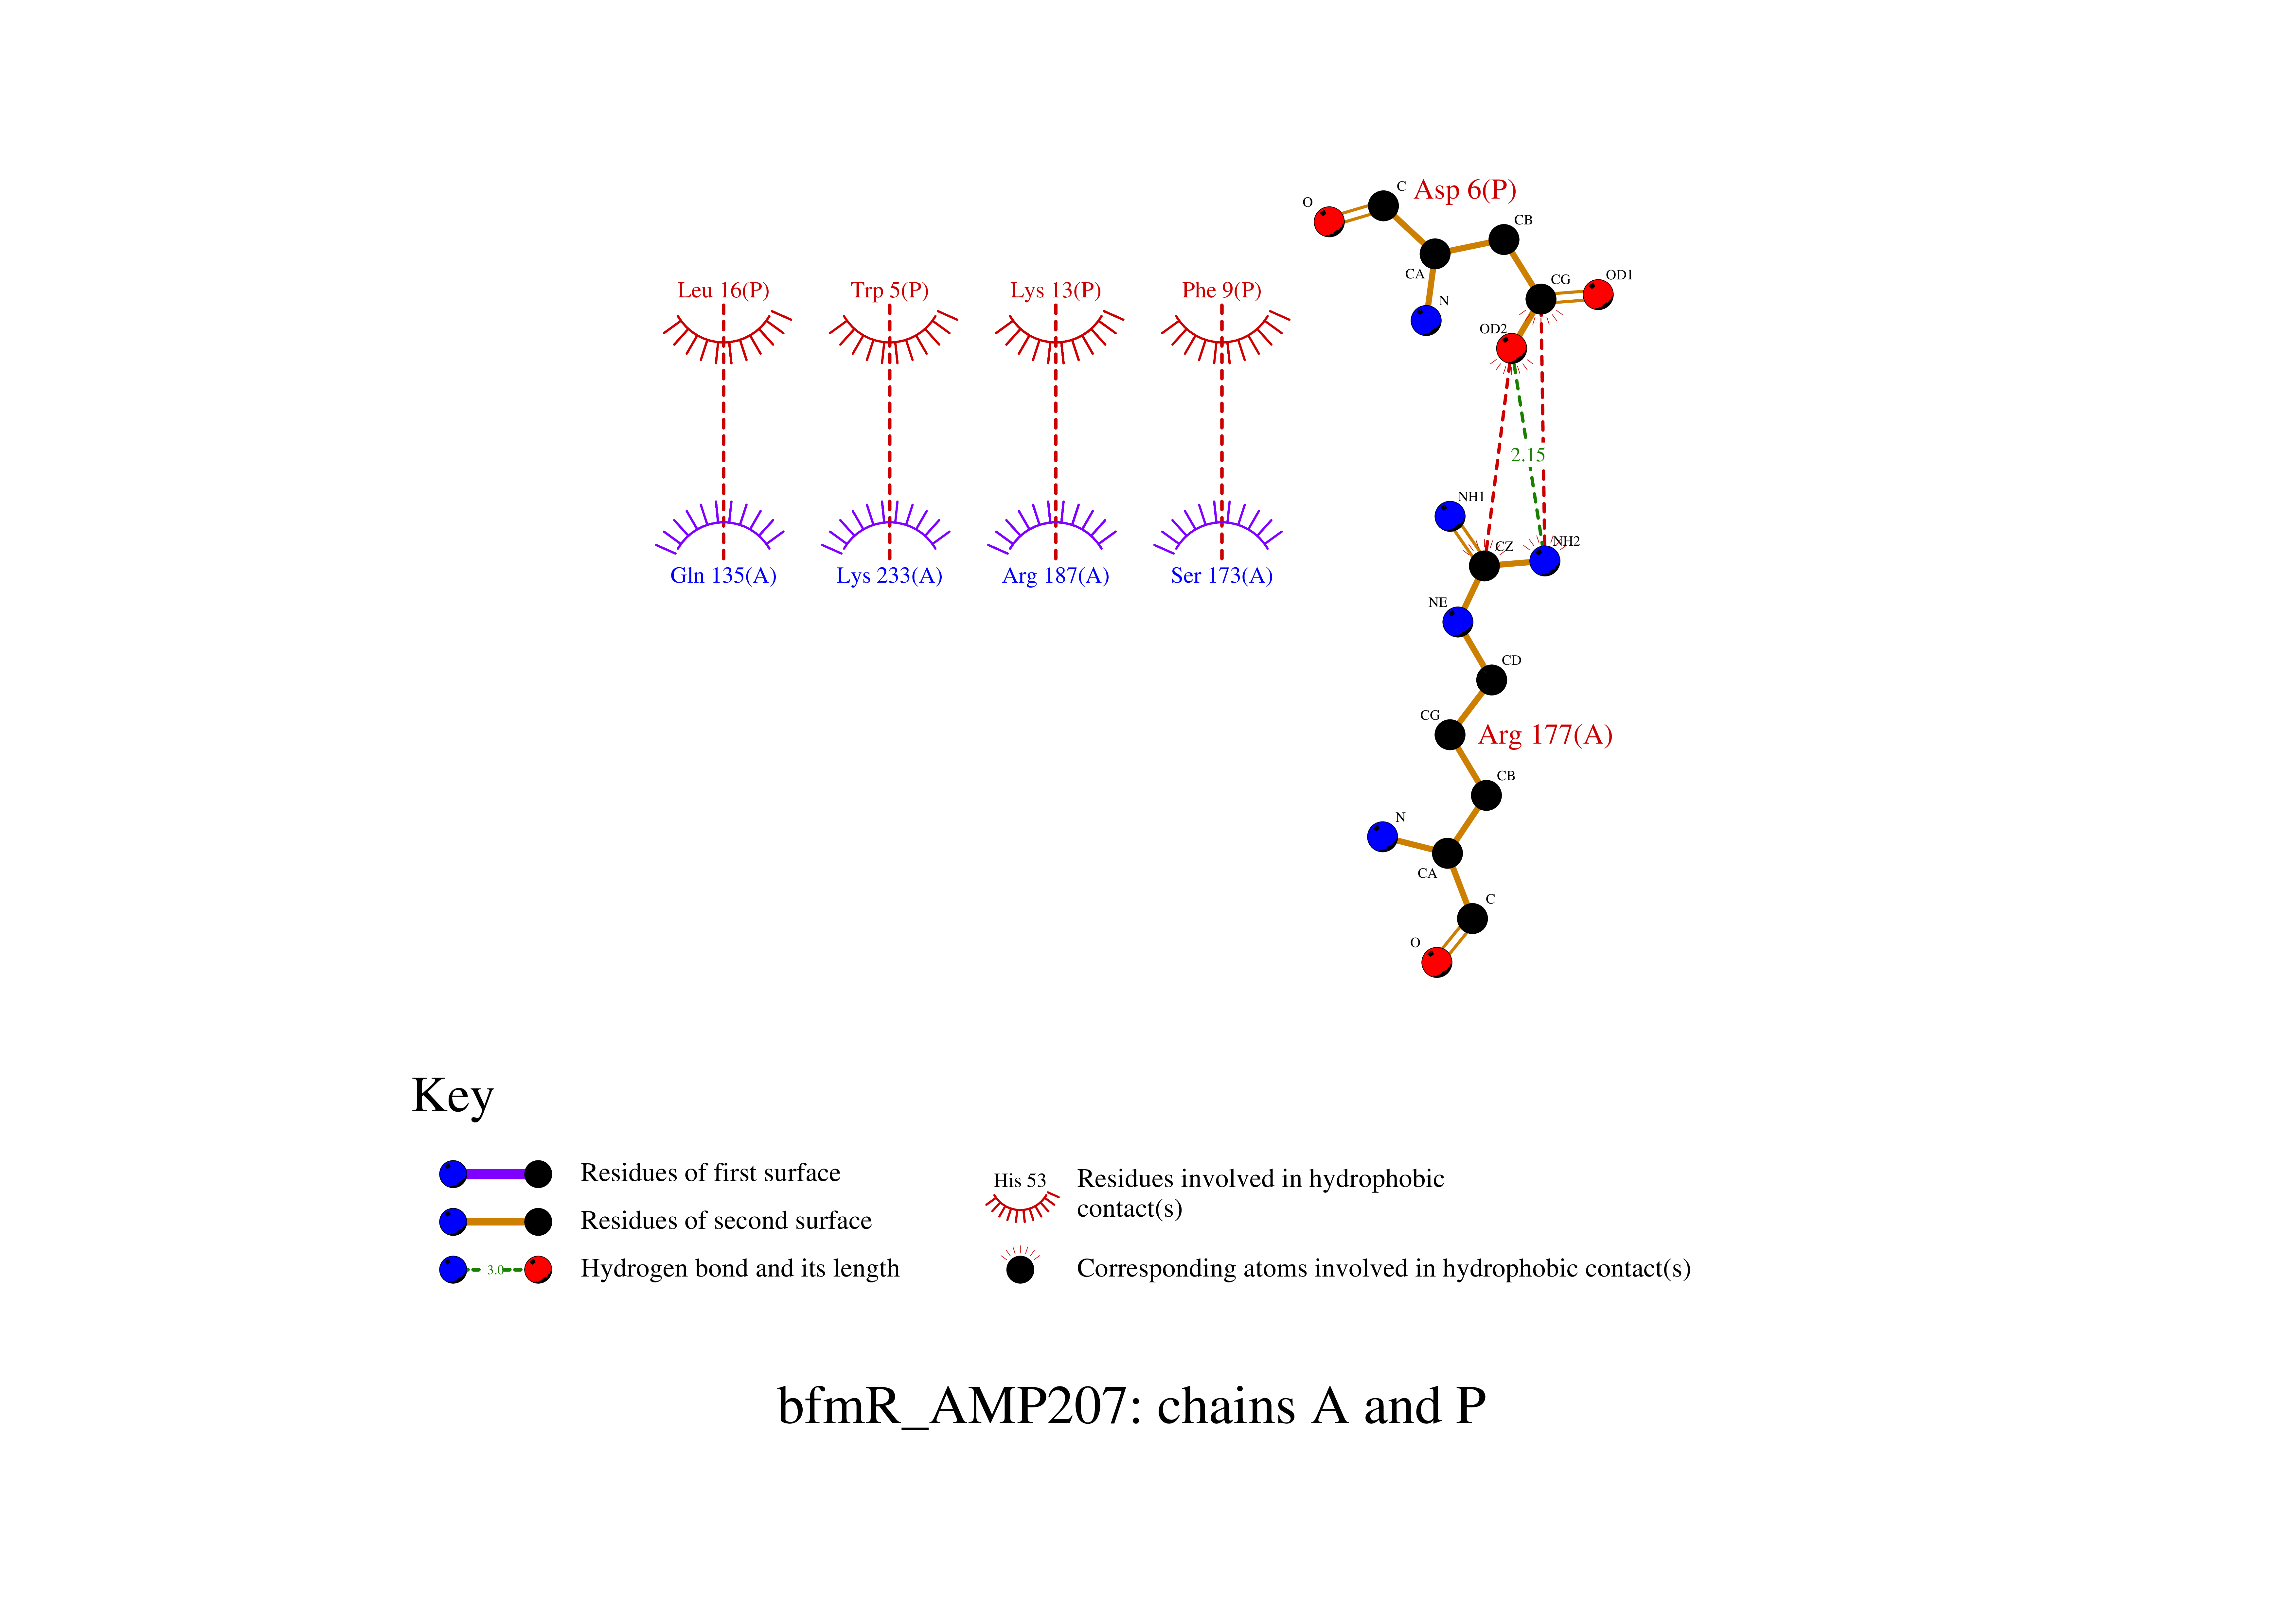 C
Asp 6(P)
O
CB
CA
CG
OD1
N
OD2
Leu 16(P)
Trp 5(P)
Lys 13(P)
Phe 9(P)
2.15
NH1
CZ
NH2
Gln 135(A)
Lys 233(A)
Arg 187(A)
Ser 173(A)
NE
CD
CG
Arg 177(A)
CB
N
CA
C
O
Key
Residues of first surface
Residues of second surface
3.0
Hydrogen bond and its length
His 53
Residues involved in hydrophobic
contact(s)
Corresponding atoms involved in hydrophobic contact(s)
bfmR_AMP207: chains A and P